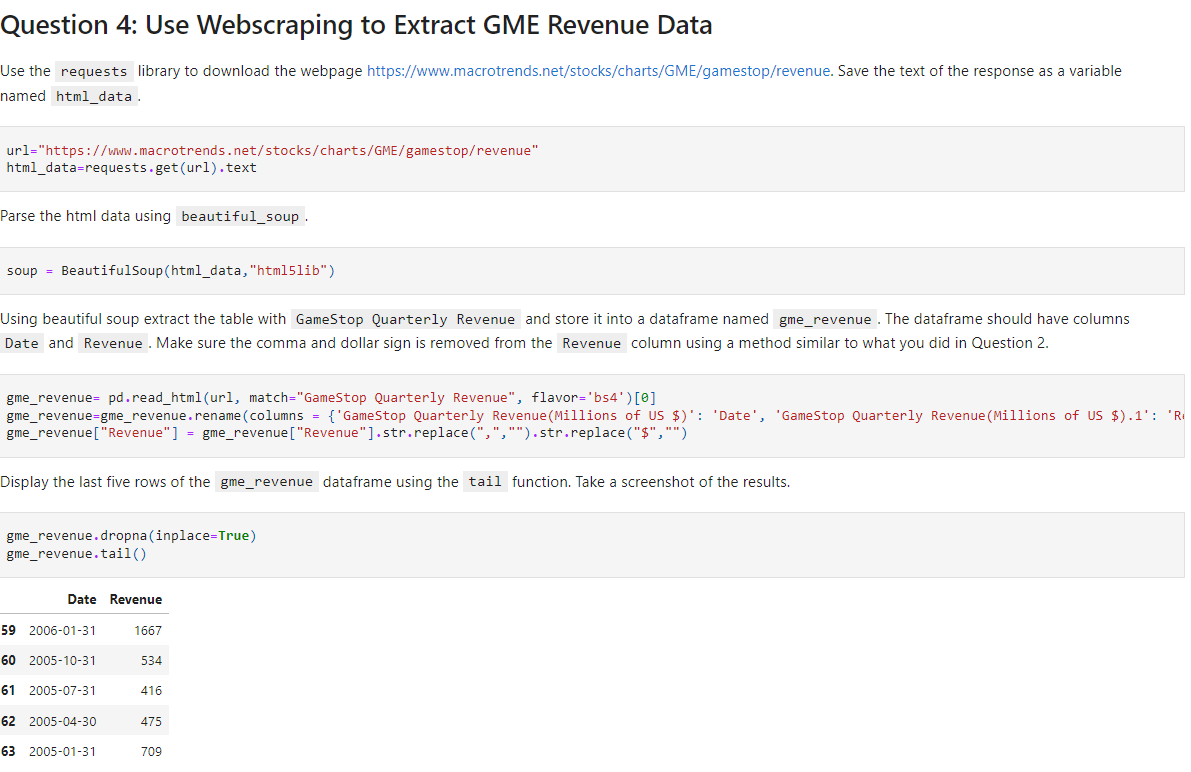 Question 4: Use Webscraping to Extract GME Revenue Data
Use the requests library to download the webpage https://www.macrotrends.net/stocks/charts/GME/gamestop/revenue. Save the text of the response as a variable
named html_data.
url="https://www.macrotrends.net/stocks/charts/GME/gamestop/revenue"
html_data=requests.get(url).text
Parse the html data using beautiful_soup.
soup = BeautifulSoup(html_data,"html5lib")
Using beautiful soup extract the table with GameStop Quarterly Revenue and store it into a dataframe named gme_revenue. The dataframe should have columns
Date and Revenue. Make sure the comma and dollar sign is removed from the Revenue column using a method similar to what you did in Question 2.
gme_revenue= pd.read_html(url, match="GameStop Quarterly Revenue", flavor='bs4')[0]
gme_revenue=gme_revenue.rename(columns = {'GameStop Quarterly Revenue(Millions of US $)': 'Date', 'GameStop Quarterly Revenue(Millions of US $).1': 'R
gme_revenue["Revenue"] = gme_revenue["Revenue"].str.replace(",","").str.replace("$","")
Display the last five rows of the gme_revenue dataframe using the tail function. Take a screenshot of the results.
gme_revenue.dropna(inplace=True)
gme_revenue.tail()
Date Revenue
59 2006-01-31 1667
60 2005-10-31 534
61 2005-07-31 416
62 2005-04-30 475
63 2005-01-31 709